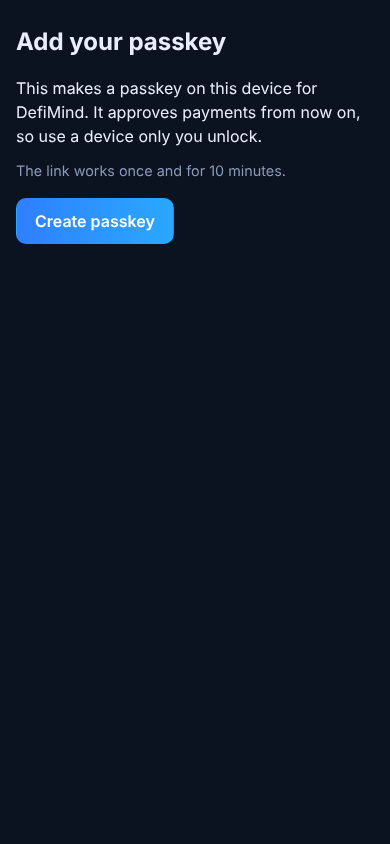 Add your passkey
This makes a passkey on this device for
DefiMind. It approves payments from now on,
so use a device only you unlock.
The link works once and for 10 minutes.
Create passkey